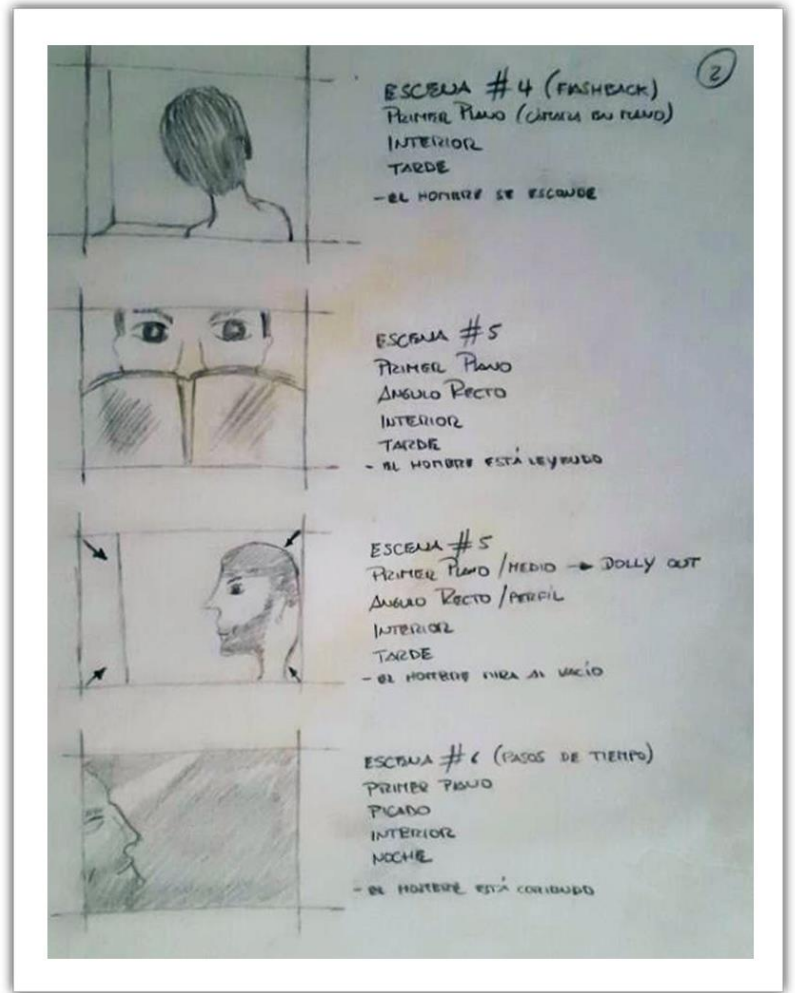 2
ESCENA #4 (FLASHBACK)
PRIMER PLANO (CÁMARA EN MANO)
INTERIOR
TARDE
- EL HOMBRE SE ESCONDE
ESCENA #5
PRIMER PLANO
ANGULO RECTO
INTERIOR
TARDE
- EL HOMBRE ESTÁ LEYENDO
ESCENA #5
PRIMER PLANO/MEDIO → DOLLY OUT
ANGULO RECTO/PERFÍL
INTERIOR
TARDE
- EL HOMBRE MIRA AL VACÍO
ESCENA #6 (PASOS DE TIEMPO)
PRIMER PLANO
PICADO
INTERIOR
NOCHE
- EL HOMBRE ESTÁ CORIENDO